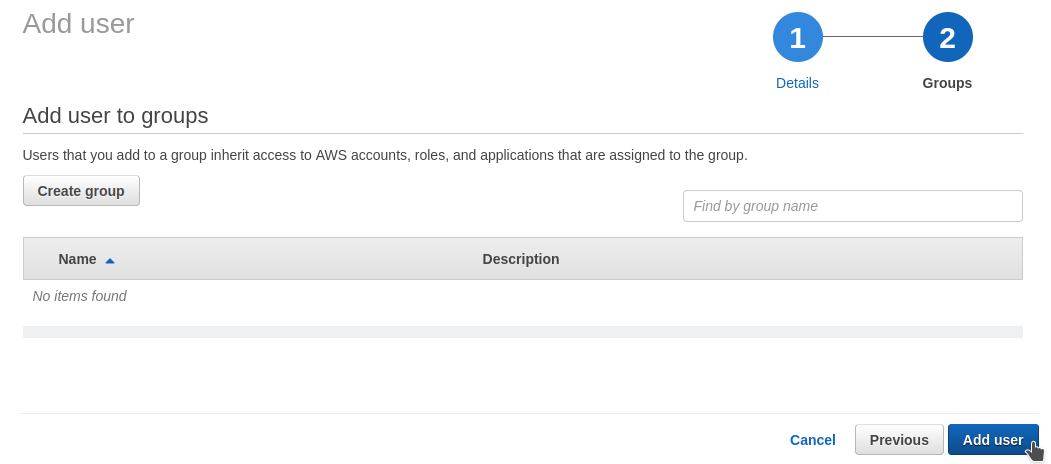 Add user
1
2
Details
Groups
Add user to groups
Users that you add to a group inherit access to AWS accounts, roles, and applications that are assigned to the group.
Create group
Find by group name
Name
Description
No items found
Cancel
Previous
Add user